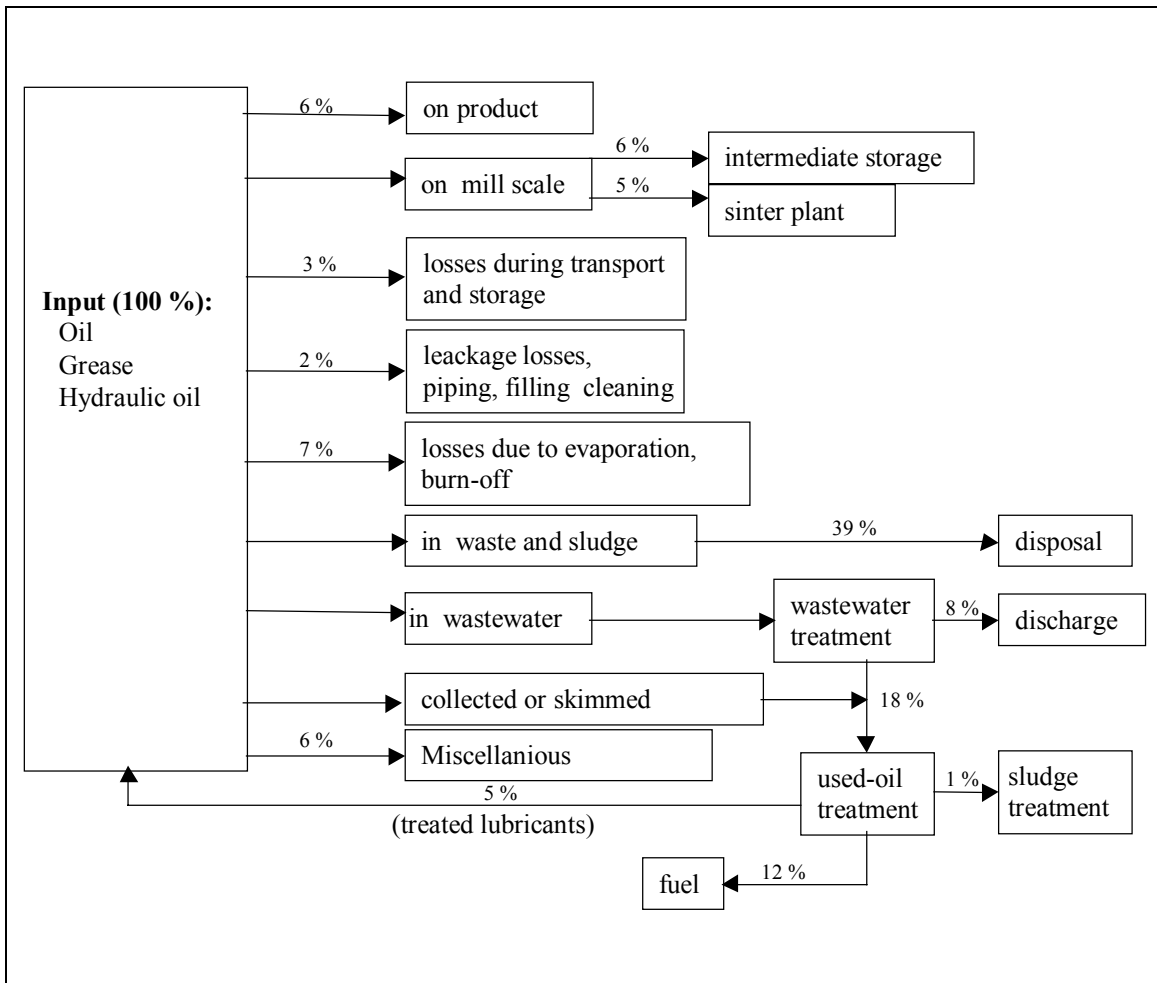 6 %
on product
6 %
intermediate storage
on mill scale
5 %
sinter plant
3 %
losses during transport
and storage
Input (100 %):
Oil
Grease
Hydraulic oil
2 %
leackage losses,
piping, filling cleaning
7 %
losses due to evaporation,
burn-off
in waste and sludge
39 %
disposal
in wastewater
wastewater
treatment
8 %
discharge
collected or skimmed
18 %
6 %
Miscellanious
used-oil
treatment
1 %
sludge
treatment
5 %
(treated lubricants)
fuel
12 %